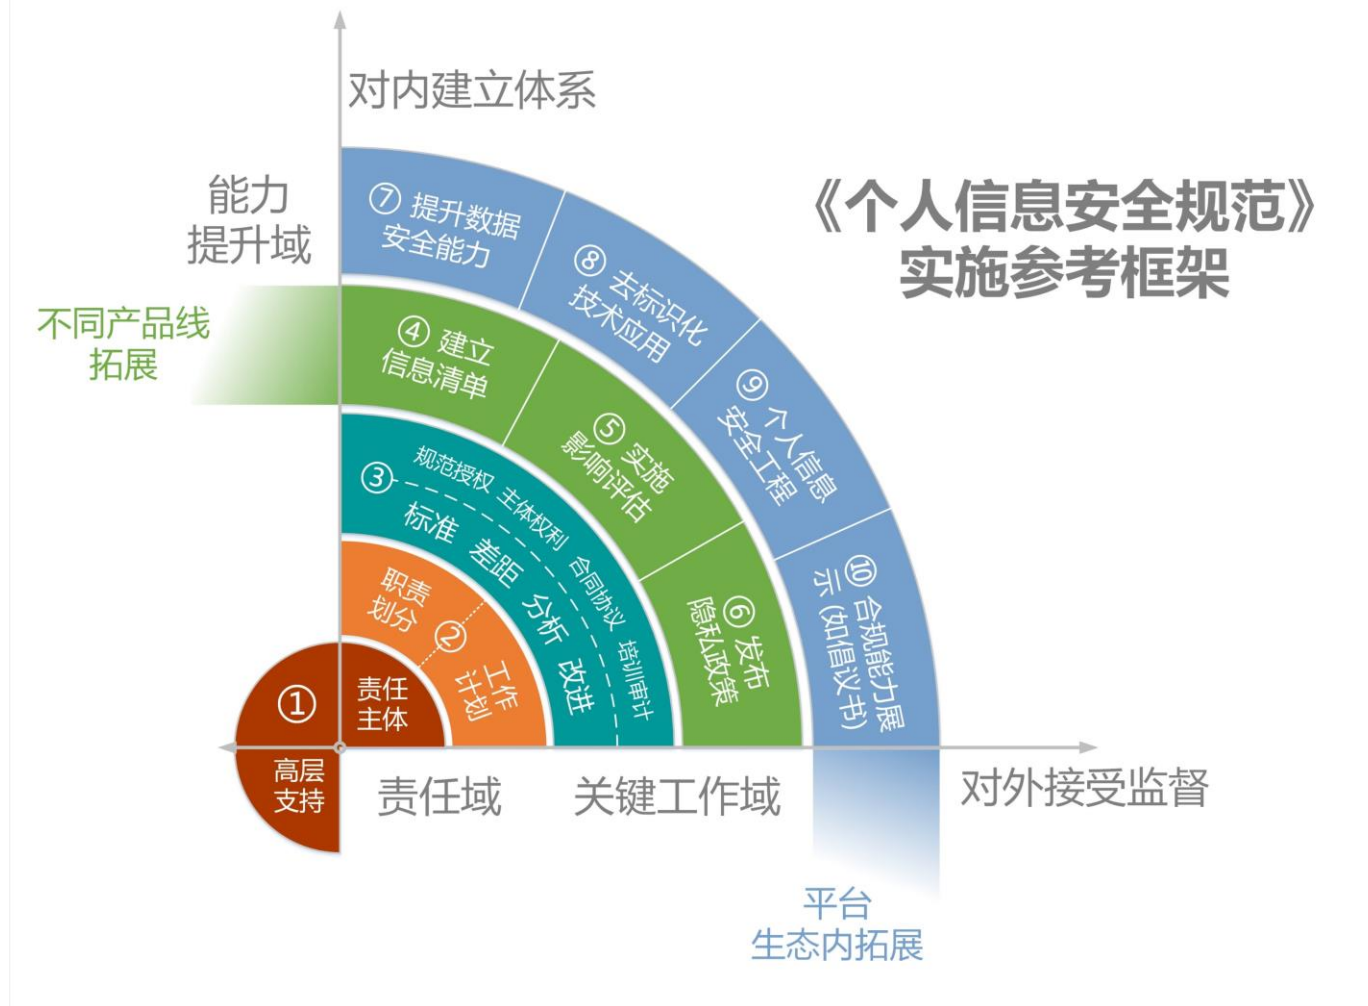 对内建立体系
《个人信息安全规范》
实施参考框架
能力
提升域
不同产品线
拓展
⑦ 提升数据
安全能力
⑧ 去标识化
技术应用
⑨ 个人信息
安全工程
⑩ 合规能力展
示 (如倡议书)
④ 建立
信息清单
⑤ 实施
影响评估
⑥ 发布
隐私政策
③
规范授权 主体权利 合同协议 培训审计
标准 差距 分析 改进
职责
划分
②
工作
计划
①
责任
主体
高层
支持
责任域
关键工作域
对外接受监督
平台
生态内拓展